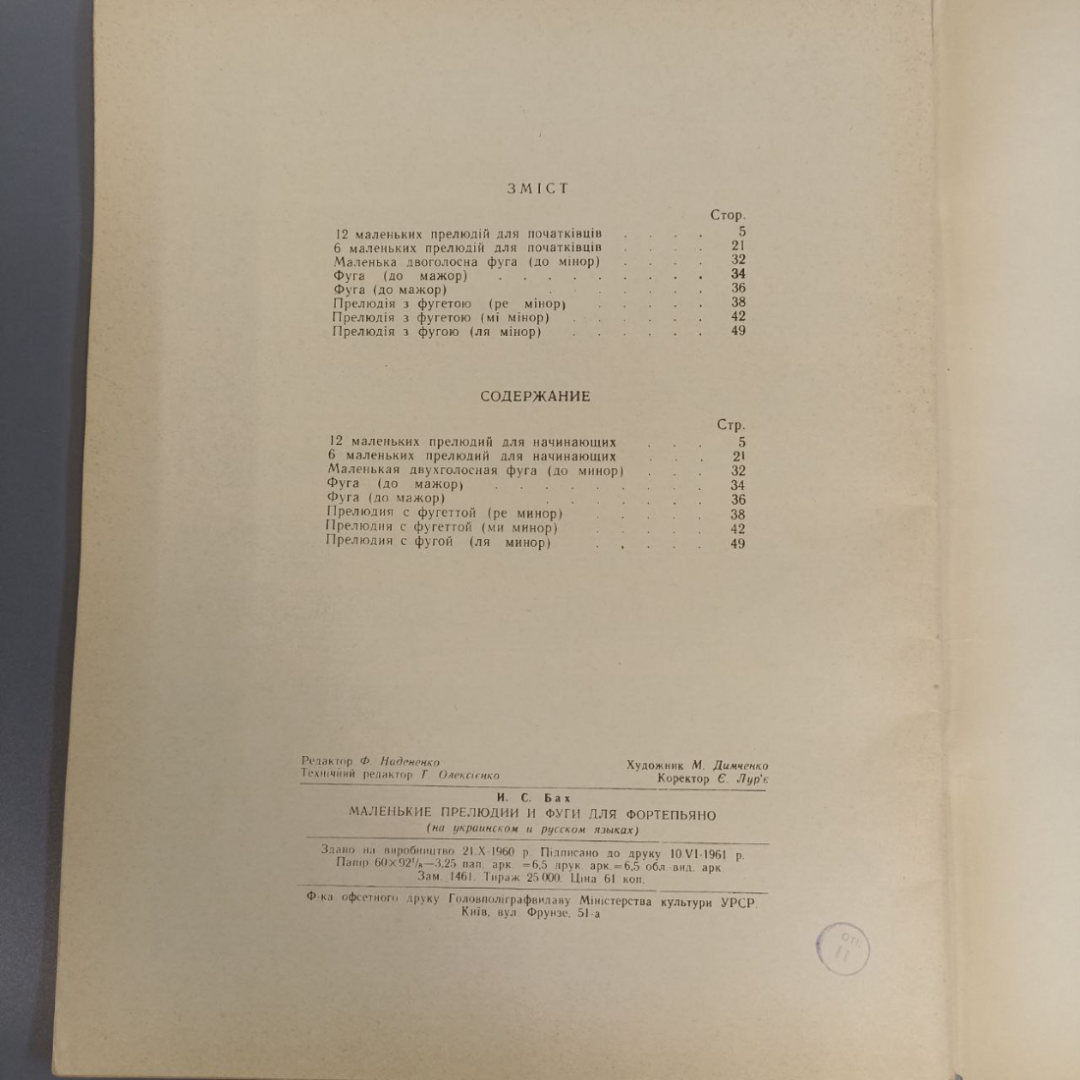 ЗМІСТ
Стор.
12 маленьких прелюдій для початківців . . . . 5
6 маленьких прелюдій для початківців . . . . 21
Маленька двоголосна фуга (до мінор) . . . . 32
Фуга (до мажор) . . . . . . . . . 34
Фуга (до мажор) . . . . . . . 36
Прелюдія з фугетою (ре мінор) . . . . . 38
Прелюдія з фугетою (мі мінор) . . . . . . 42
Прелюдія з фугою (ля мінор) . . . . . . 49
СОДЕРЖАНИЕ
Стр.
12 маленьких прелюдий для начинающих . . . 5
6 маленьких прелюдий для начинающих . . . 21
Маленькая двухголосная фуга (до минор) . . . 32
Фуга (до мажор) . . . . . . . . . 34
Фуга (до мажор) . . . . . . . 36
Прелюдия с фугеттой (ре минор) . . . . . 38
Прелюдия с фугеттой (ми минор) . . . . . 42
Прелюдия с фугой (ля минор) . . . . . 49
Редактор Ф. Надененко
Технічний редактор Т. Олексієнко
Художник М. Димченко
Коректор Є. Лур'є
И. С. Бах
МАЛЕНЬКИЕ ПРЕЛЮДИИ И ФУГИ ДЛЯ ФОРТЕПЬЯНО
(на украинском и русском языках)
Здано на виробництво 21.X-1960 р. Підписано до друку 10.VI-1961 р.
Папір 60×92¹/₈—3,25 пап. арк. =6,5 друк. арк.=6,5 обл.-вид. арк.
Зам. 1461. Тираж 25 000. Ціна 61 коп.
Ф-ка офсетного друку Головполіграфвидаву Міністерства культури УРСР.
Київ, вул. Фрунзе, 51-а
11